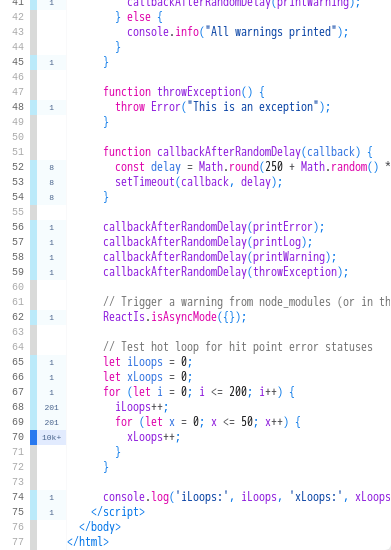 41 1 callbackAfterRandomDelay(printWarning);
42 } else {
43 console.info("All warnings printed");
44 }
45 1 }
46
47 function throwException() {
48 1 throw Error("This is an exception");
49 }
50
51 function callbackAfterRandomDelay(callback) {
52 8 const delay = Math.round(250 + Math.random() *
53 8 setTimeout(callback, delay);
54 8 }
55
56 1 callbackAfterRandomDelay(printError);
57 1 callbackAfterRandomDelay(printLog);
58 1 callbackAfterRandomDelay(printWarning);
59 1 callbackAfterRandomDelay(throwException);
60
61 // Trigger a warning from node_modules (or in th
62 1 ReactIs.isAsyncMode({});
63
64 // Test hot loop for hit point error statuses
65 1 let iLoops = 0;
66 1 let xLoops = 0;
67 1 for (let i = 0; i <= 200; i++) {
68 201 iLoops++;
69 201 for (let x = 0; x <= 50; x++) {
70 10k+ xLoops++;
71 }
72 }
73
74 1 console.log('iLoops:', iLoops, 'xLoops:', xLoops
75 1 </script>
76 </body>
77 </html>